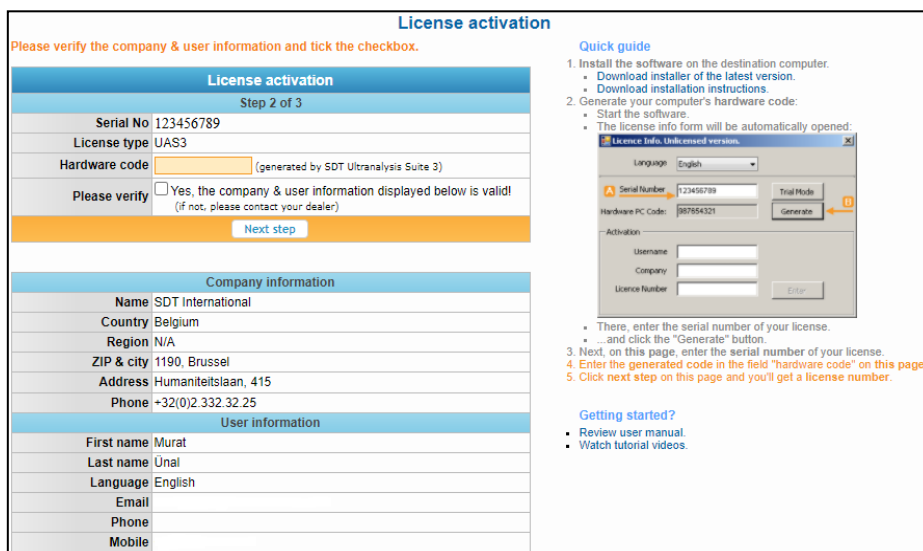 License activation
Please verify the company & user information and tick the checkbox.
License activation
Step 2 of 3
Serial No 123456789
License type UAS3
Hardware code (generated by SDT Ultranalysis Suite 3)
Please verify Yes, the company & user information displayed below is valid!
(if not, please contact your dealer)
Next step
Company information
Name SDT International
Country Belgium
Region N/A
ZIP & city 1190, Brussel
Address Humaniteitslaan, 415
Phone +32(0)2.332.32.25
User information
First name Murat
Last name Ünal
Language English
Email
Phone
Mobile
Quick guide
1. Install the software on the destination computer.
Download installer of the latest version.
Download installation instructions.
2. Generate your computer's hardware code:
Start the software.
The license info form will be automatically opened:
Licence Info. Unlicensed version.
Language English
A Serial Number 123456789 Trial Mode
Hardware PC Code: 987654321 Generate B
Activation
Username
Company
Licence Number Enter
There, enter the serial number of your license.
...and click the "Generate" button.
3. Next, on this page, enter the serial number of your license.
4. Enter the generated code in the field "hardware code" on this page
5. Click next step on this page and you'll get a license number.
Getting started?
Review user manual.
Watch tutorial videos.